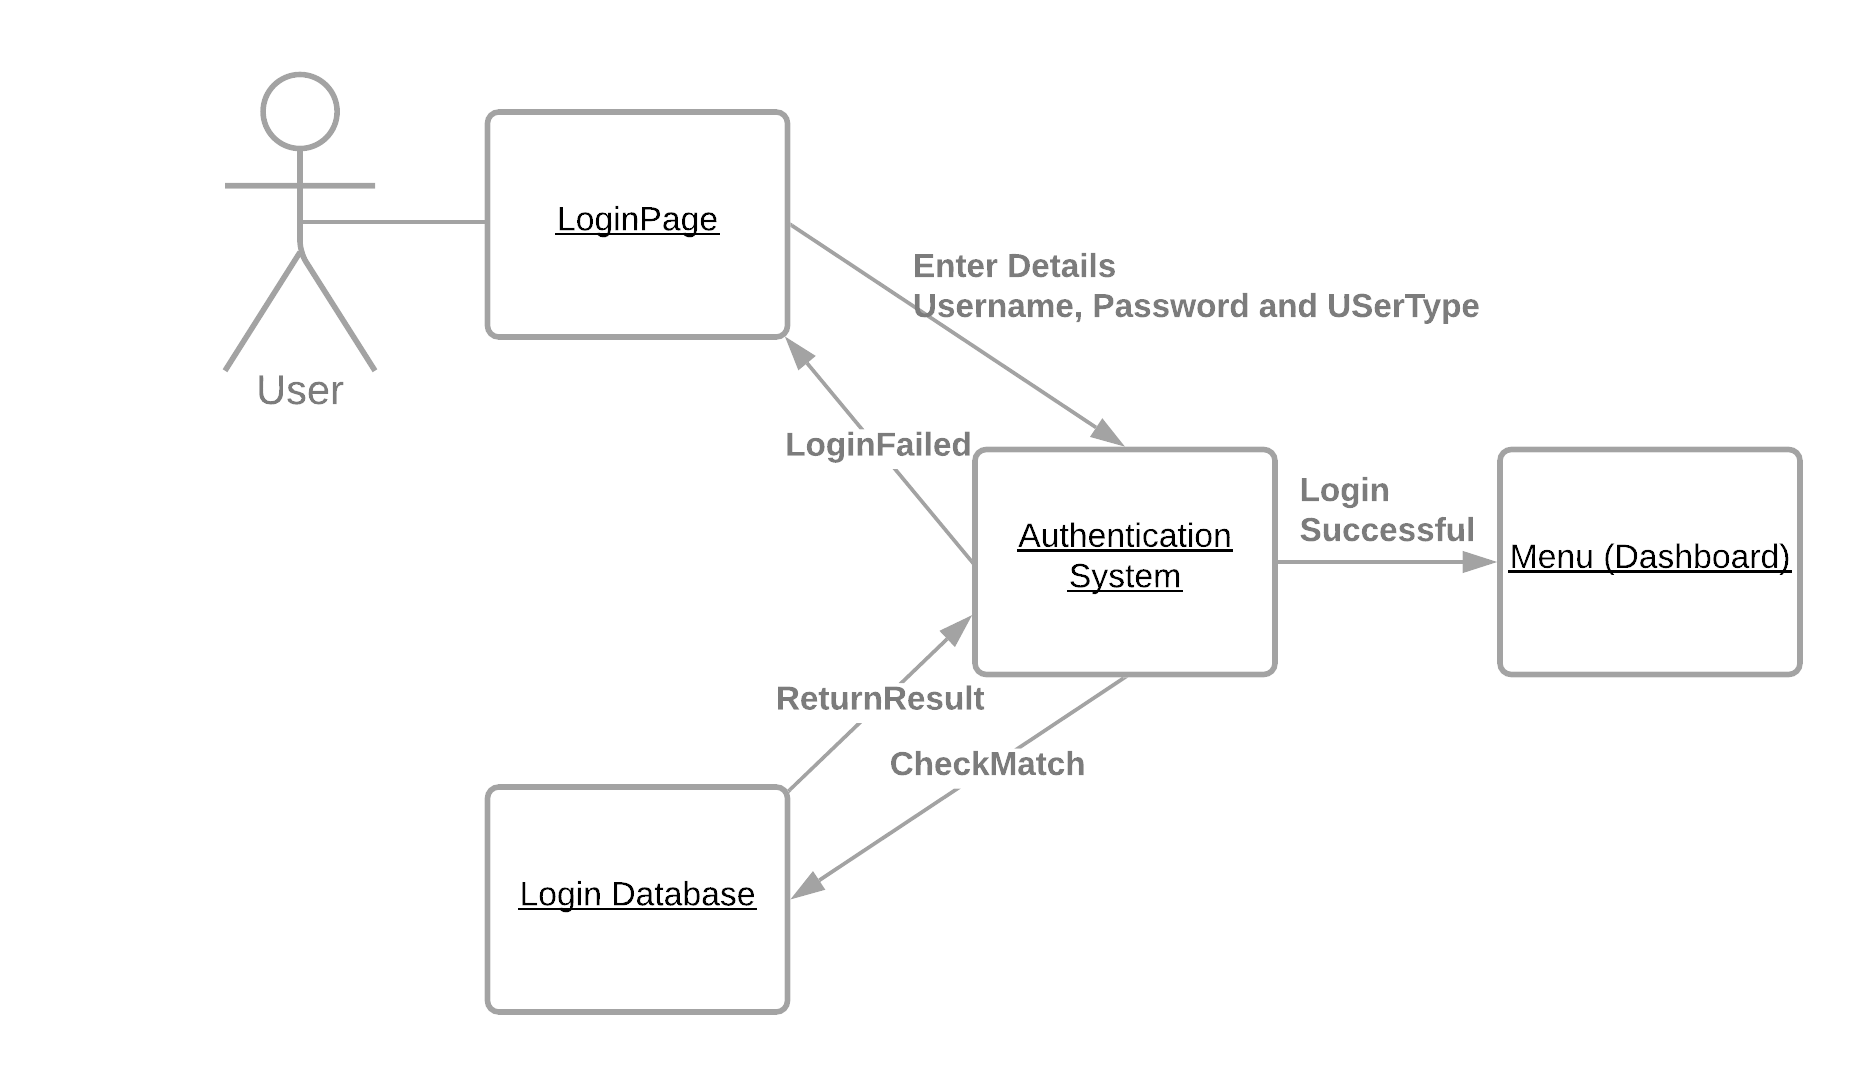 LoginPage
Enter Details
Username, Password and USerType
User
LoginFailed
Authentication
System
Login
Successful
Menu (Dashboard)
ReturnResult
CheckMatch
Login Database